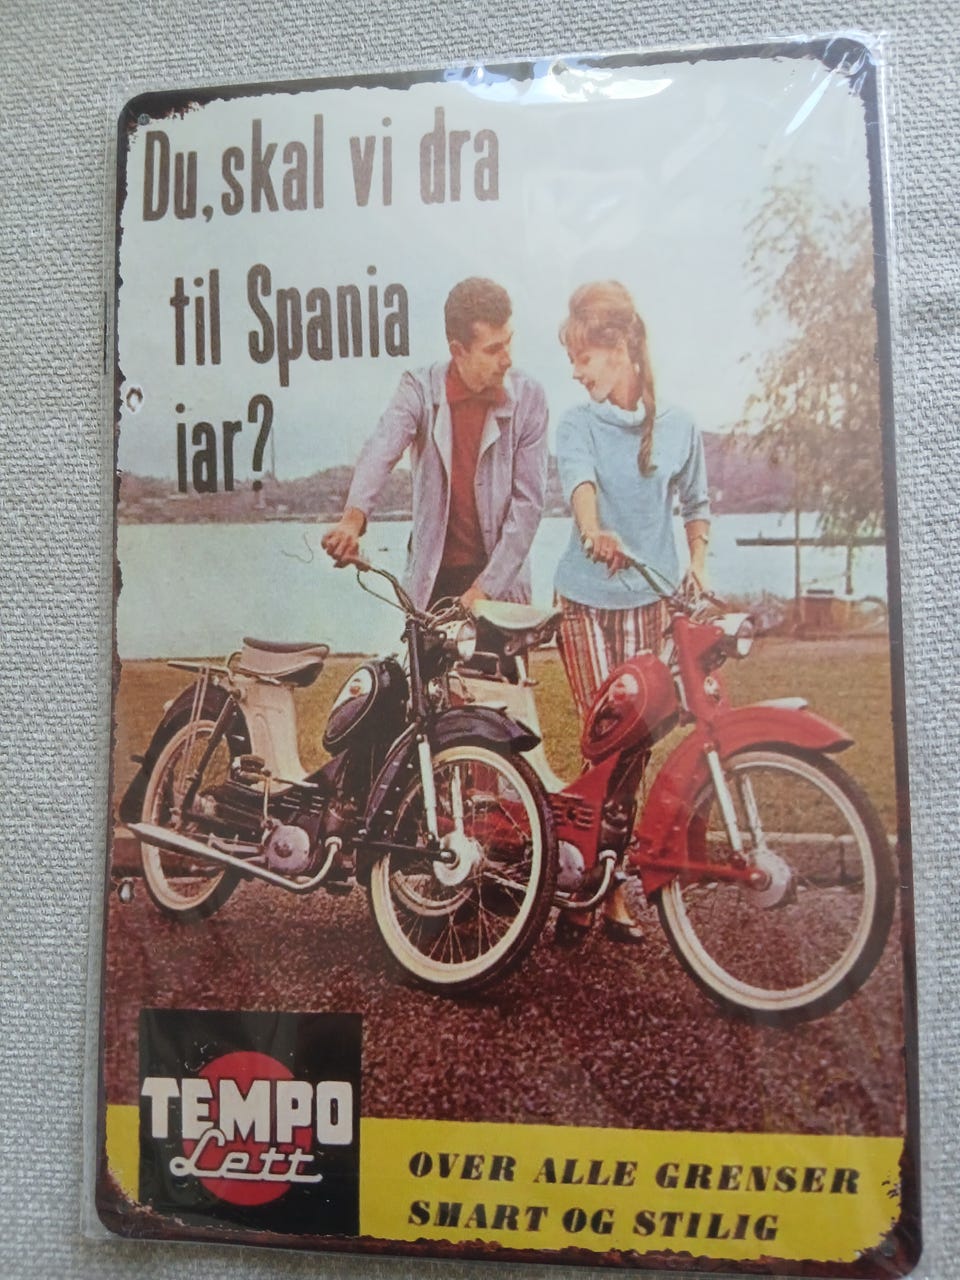 Du, skal vi dra
til Spania
iar?
TEMPO
Lett
OVER ALLE GRENSER
SMART OG STILIG